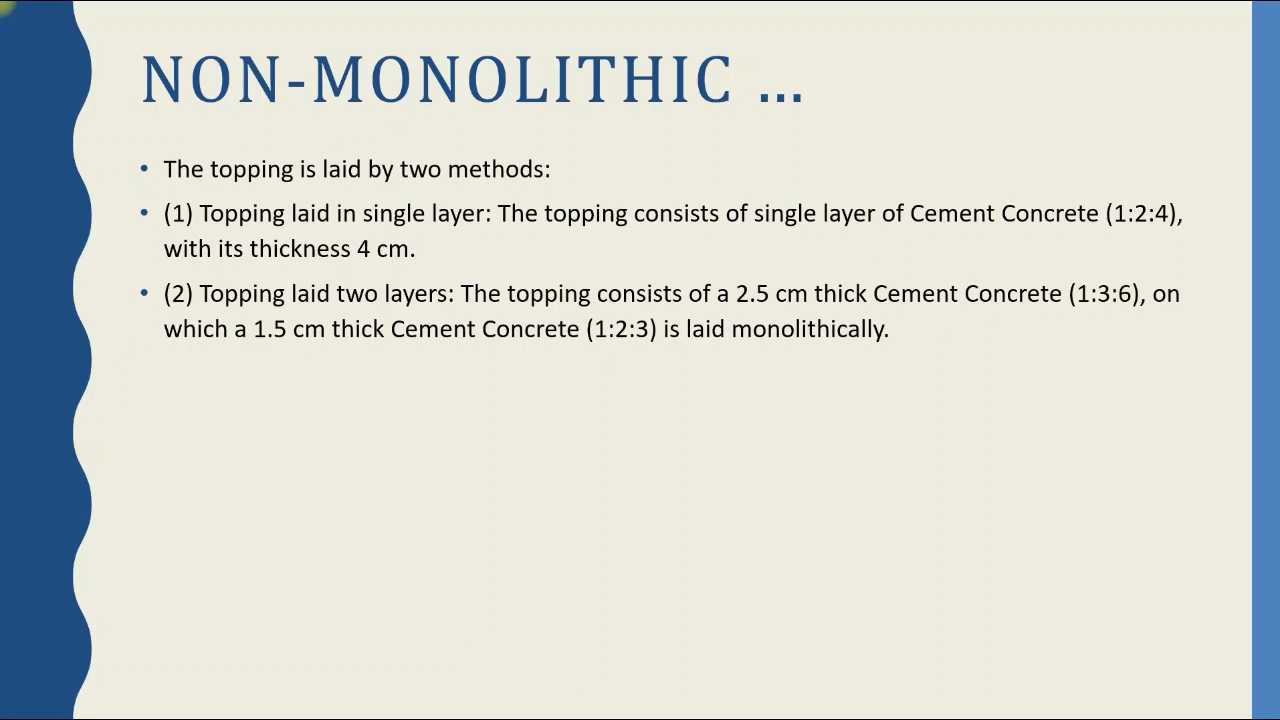 NON-MONOLITHIC ...
• The topping is laid by two methods:
• (1) Topping laid in single layer: The topping consists of single layer of Cement Concrete (1:2:4),
with its thickness 4 cm.
• (2) Topping laid two layers: The topping consists of a 2.5 cm thick Cement Concrete (1:3:6), on
which a 1.5 cm thick Cement Concrete (1:2:3) is laid monolithically.